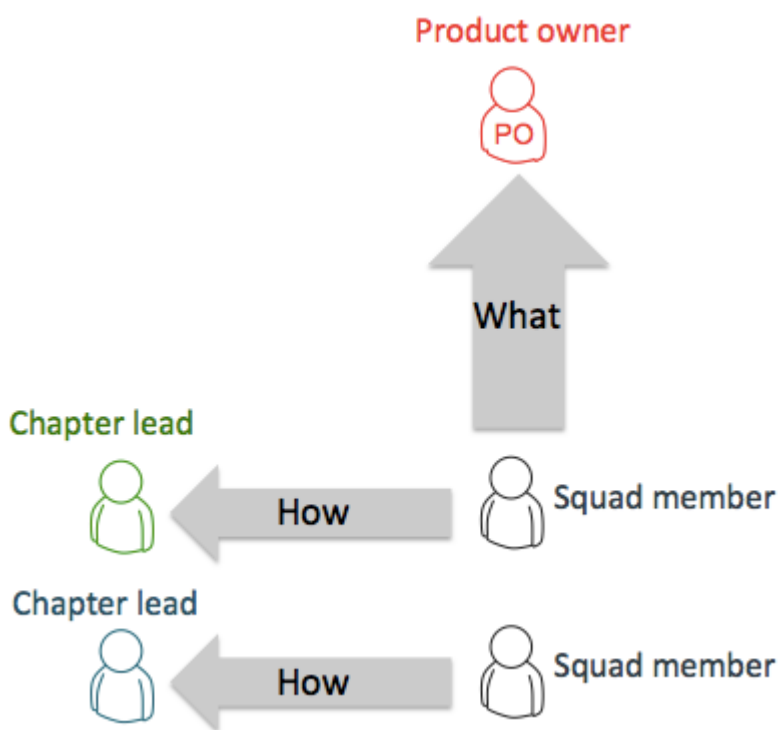 Product owner
PO
What
Chapter lead
How
Squad member
Chapter lead
How
Squad member